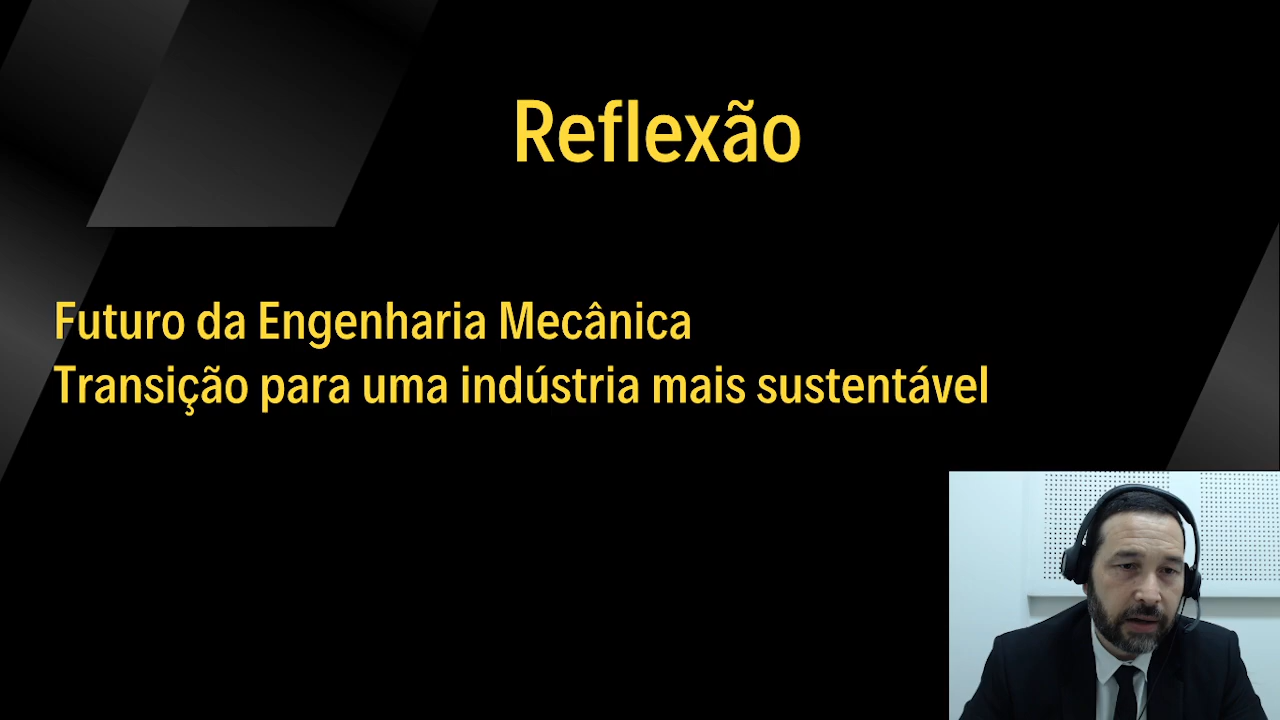 Reflexão
Futuro da Engenharia Mecânica
Transição para uma indústria mais sustentável